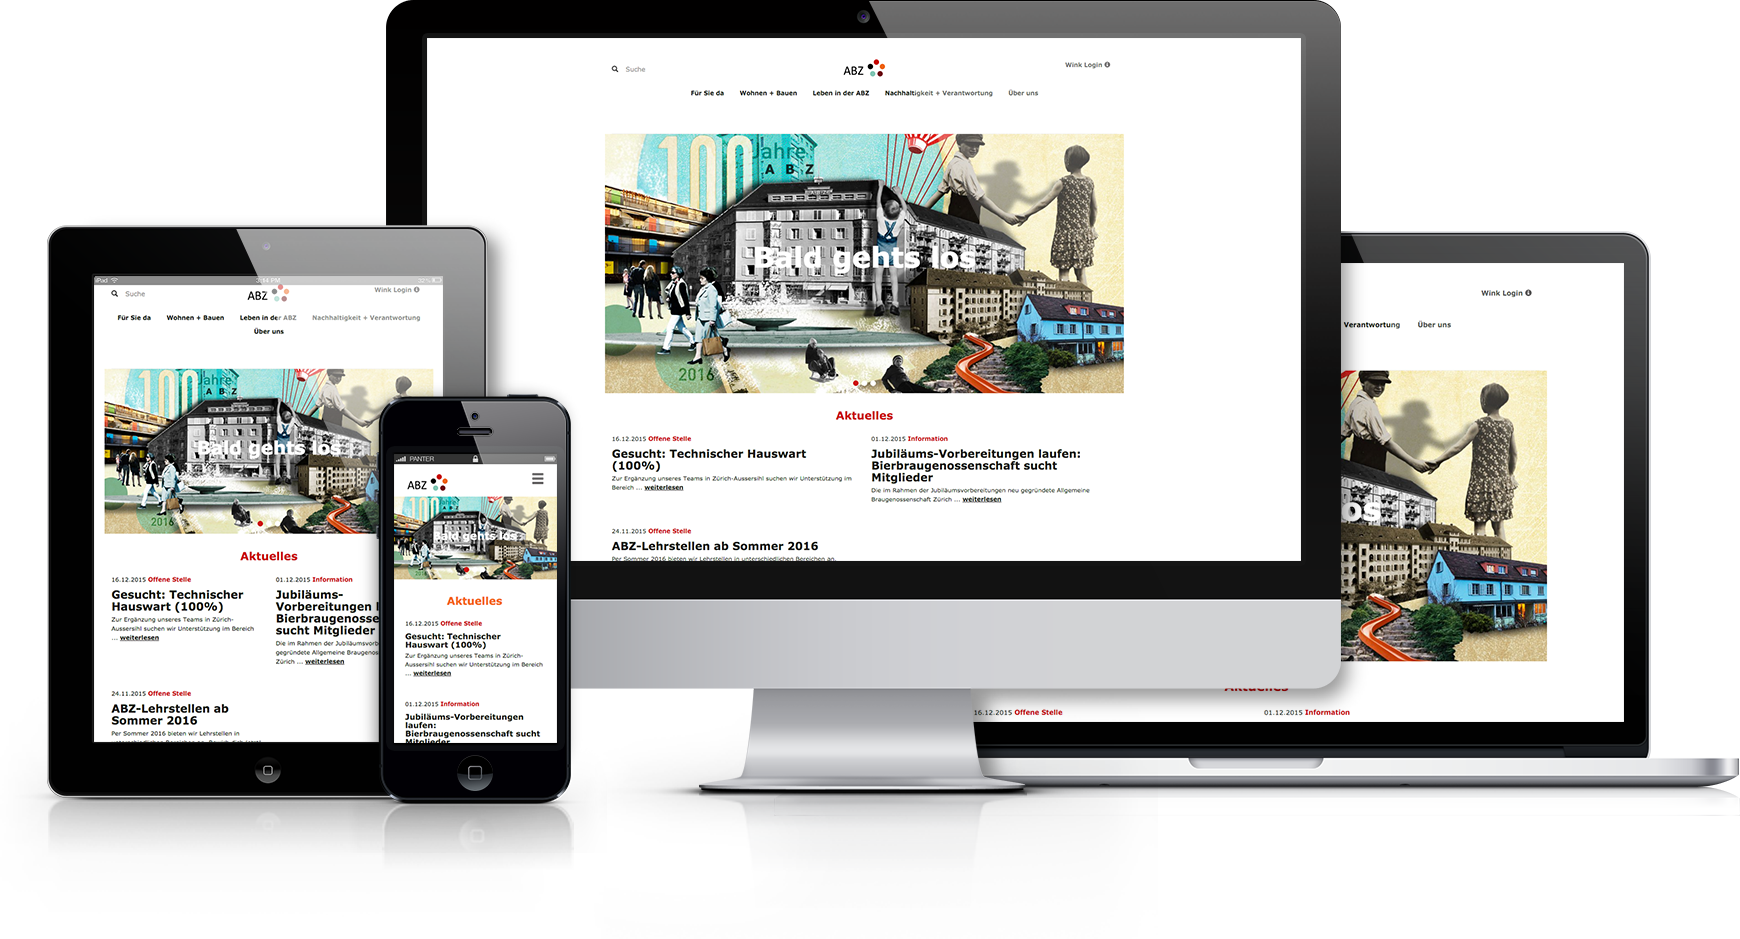 Suche
ABZ
Wink Login
Für Sie da Wohnen + Bauen Leben in der ABZ Nachhaltigkeit + Verantwortung Über uns
100 Jahre
A B Z
Bald gehts los
2016
Aktuelles
16.12.2015 Offene Stelle
Gesucht: Technischer Hauswart
(100%)
Zur Ergänzung unseres Teams in Zürich-Aussersihl suchen wir Unterstützung im
Bereich ... weiterlesen
01.12.2015 Information
Jubiläums-Vorbereitungen laufen:
Bierbraugenossenschaft sucht
Mitglieder
Die im Rahmen der Jubiläumsvorbereitungen neu gegründete Allgemeine
Braugenossenschaft Zürich ... weiterlesen
24.11.2015 Offene Stelle
ABZ-Lehrstellen ab Sommer 2016
Per Sommer 2016 bieten wir Lehrstellen in unterschiedlichen Bereichen an.
iPad
Suche
ABZ
Wink Login
Für Sie da Wohnen + Bauen Leben in der ABZ Nachhaltigkeit + Verantwortung
Über uns
100 Jahre
A B Z
Bald gehts los
2016
Aktuelles
16.12.2015 Offene Stelle
Gesucht: Technischer
Hauswart (100%)
Zur Ergänzung unseres Teams in Zürich-
Aussersihl suchen wir Unterstützung im Bereich
... weiterlesen
01.12.2015 Information
Jubiläums-
Vorbereitungen
Bierbraugenosse
sucht Mitglieder
Die im Rahmen der Jubiläumsvorbe
gegründete Allgemeine Braugenos
Zürich ... weiterlesen
24.11.2015 Offene Stelle
ABZ-Lehrstellen ab
Sommer 2016
Per Sommer 2016 bieten wir Lehrstellen in
PANTER
ABZ
100 Jahre
Bald gehts los
Aktuelles
16.12.2015 Offene Stelle
Gesucht: Technischer
Hauswart (100%)
Zur Ergänzung unseres Teams in Zürich-
Aussersihl suchen wir Unterstützung im Bereich
... weiterlesen
01.12.2015 Information
Jubiläums-Vorbereitungen
laufen:
Bierbraugenossenschaft sucht
Mitglieder
Wink Login
Verantwortung Über uns
os
Aktuelles
16.12.2015 Offene Stelle
01.12.2015 Information